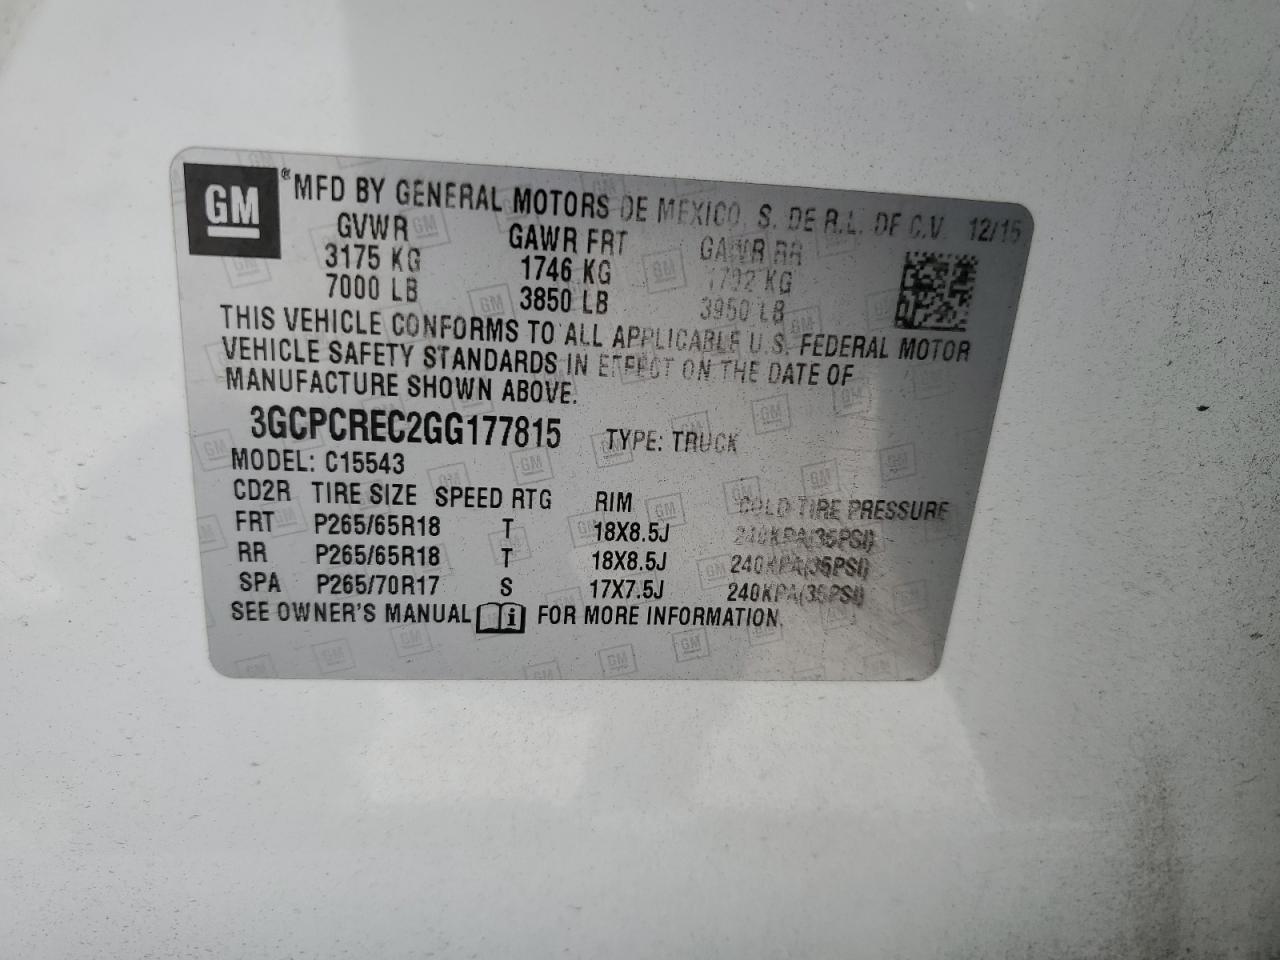 GM ® MFD BY GENERAL MOTORS DE MEXICO, S. DE R.L. DE C.V. 12/15
GVWR GAWR FRT GAWR RR
3175 KG 1746 KG 1792 KG
7000 LB 3850 LB 3950 LB
THIS VEHICLE CONFORMS TO ALL APPLICABLE U.S. FEDERAL MOTOR
VEHICLE SAFETY STANDARDS IN EFFECT ON THE DATE OF
MANUFACTURE SHOWN ABOVE.
3GCPCREC2GG177815 TYPE: TRUCK
MODEL: C15543
CD2R TIRE SIZE SPEED RTG RIM COLD TIRE PRESSURE
FRT P265/65R18 T 18X8.5J 240KPA(35PSI)
RR P265/65R18 T 18X8.5J 240KPA(35PSI)
SPA P265/70R17 S 17X7.5J 240KPA(35PSI)
SEE OWNER'S MANUAL i FOR MORE INFORMATION.